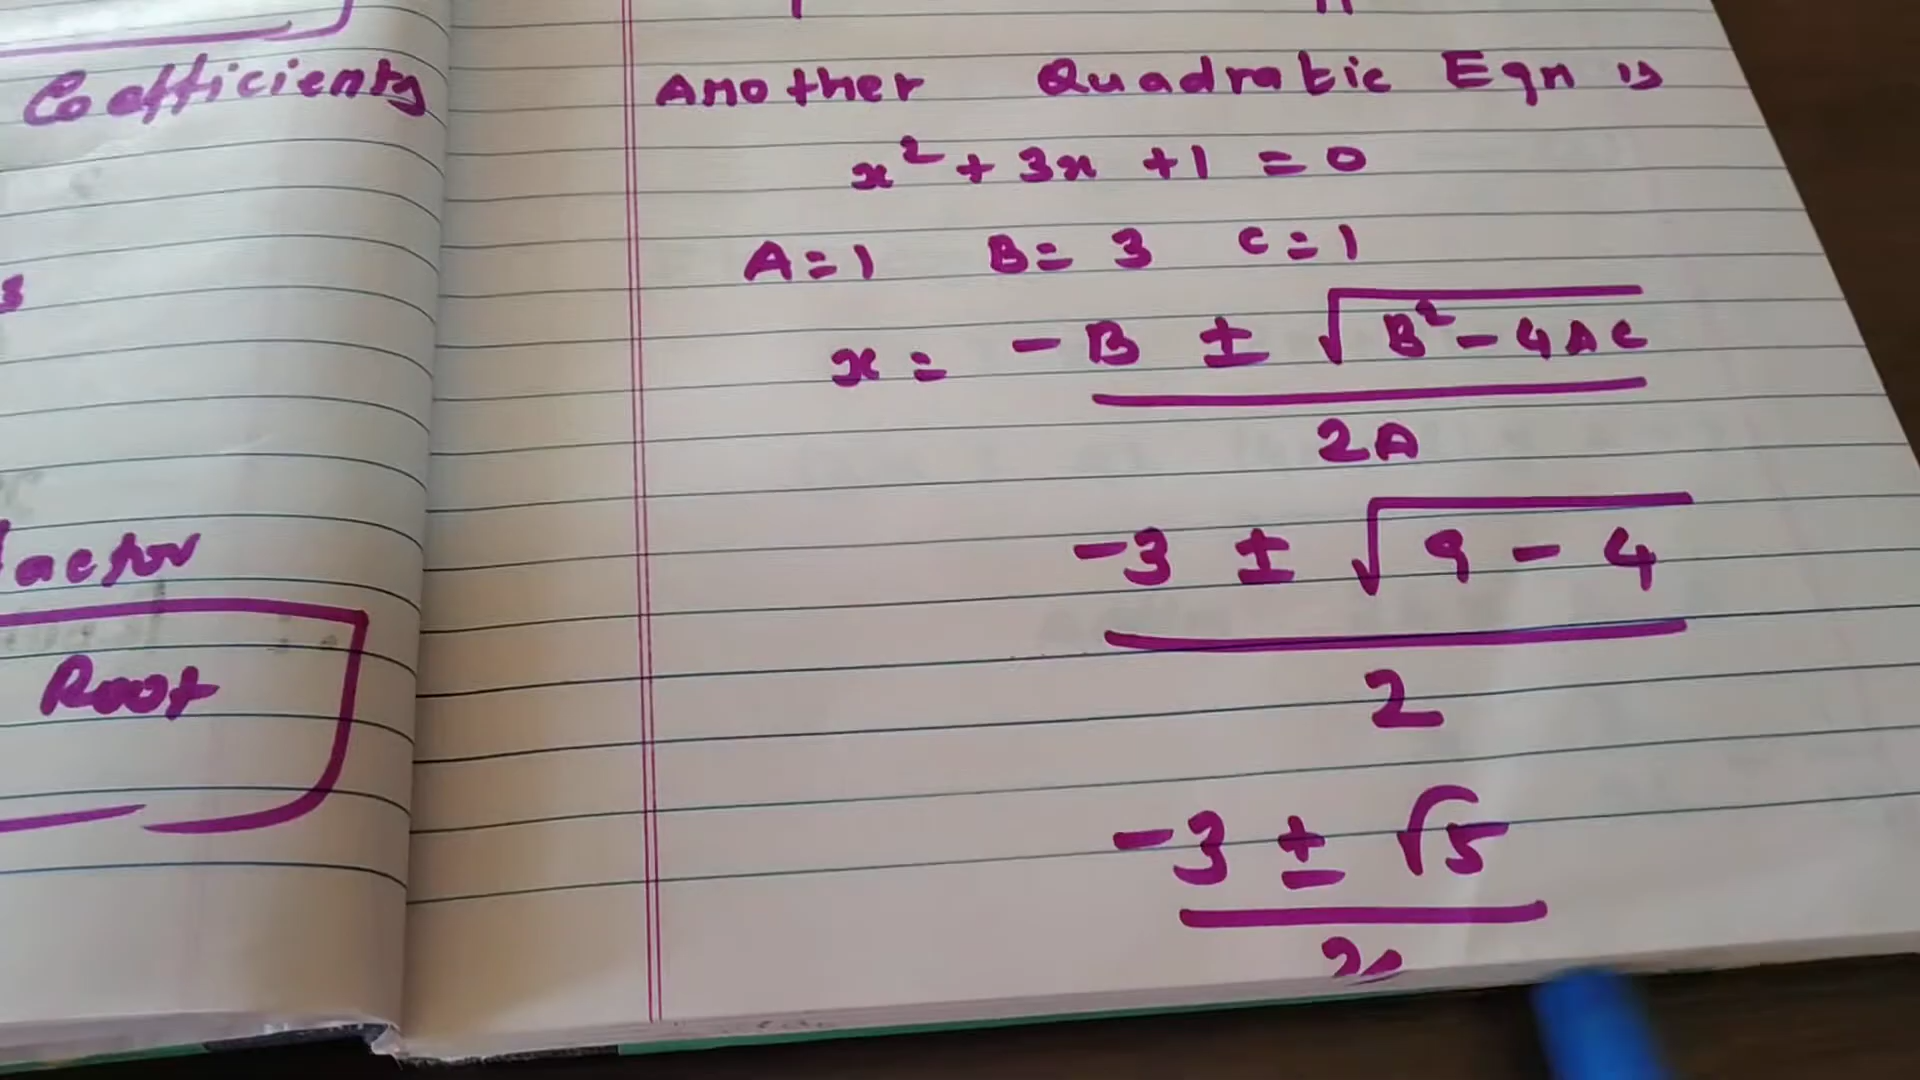 Coefficients
factor
Root
Another Quadratic Eqn is
x² + 3x + 1 = 0
A = 1 B = 3 C = 1
x = -B ± √B² - 4AC
2A
-3 ± √9 - 4
2
-3 ± √5
2